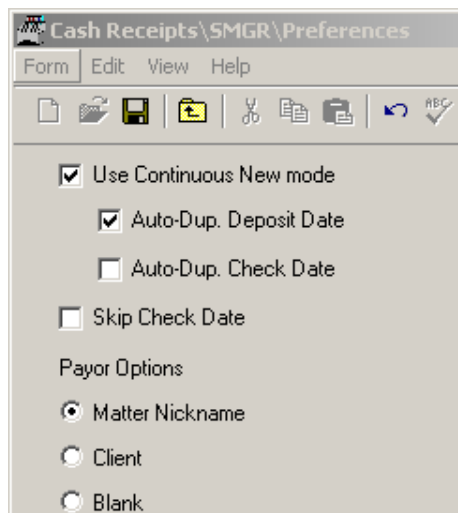 Cash Receipts\SMGR\Preferences
Form Edit View Help
ABC
Use Continuous New mode
Auto-Dup. Deposit Date
Auto-Dup. Check Date
Skip Check Date
Payor Options
Matter Nickname
Client
Blank